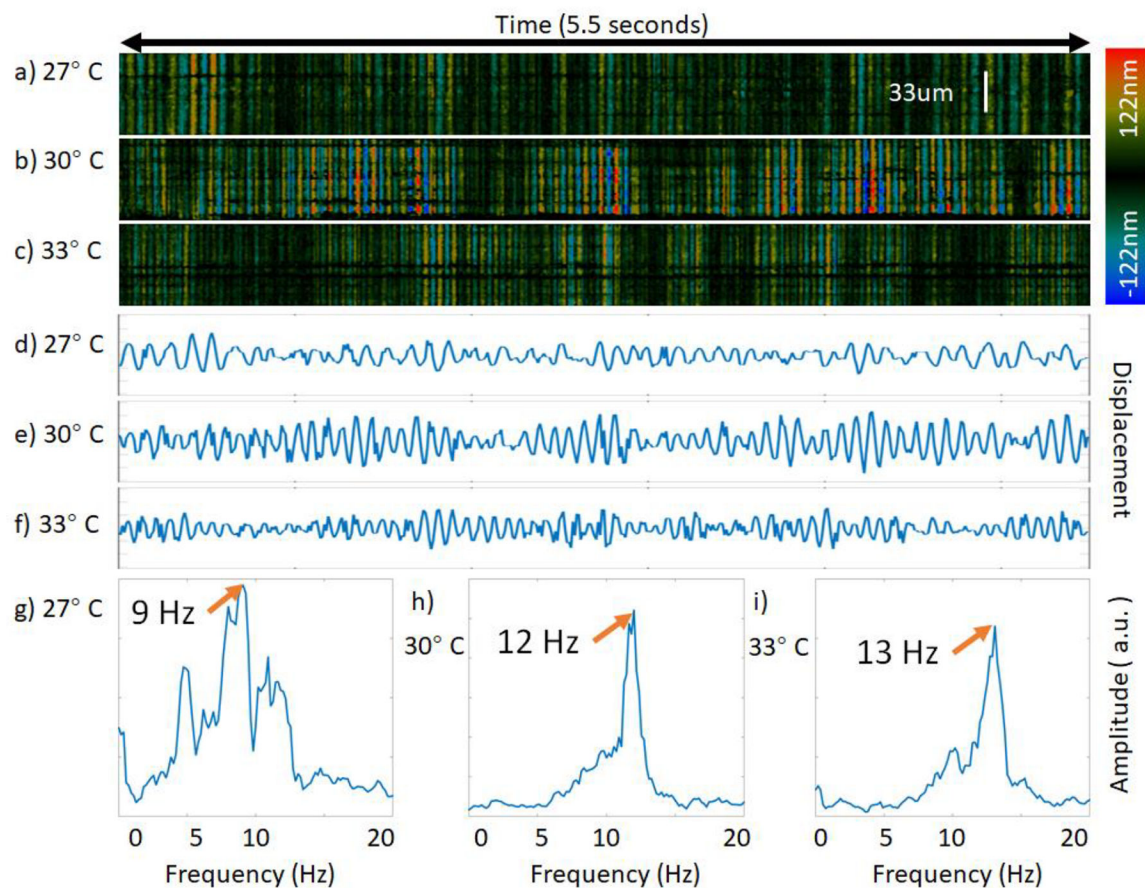 Time (5.5 seconds)
a) 27° C
33um
122nm
b) 30° C
c) 33° C
-122nm
d) 27° C
e) 30° C
f) 33° C
Displacement
g) 27° C
9 Hz
h)
30° C
12 Hz
i)
33° C
13 Hz
Amplitude ( a.u.)
0 5 10 20 0 5 10 20 0 5 10 20
Frequency (Hz) Frequency (Hz) Frequency (Hz)